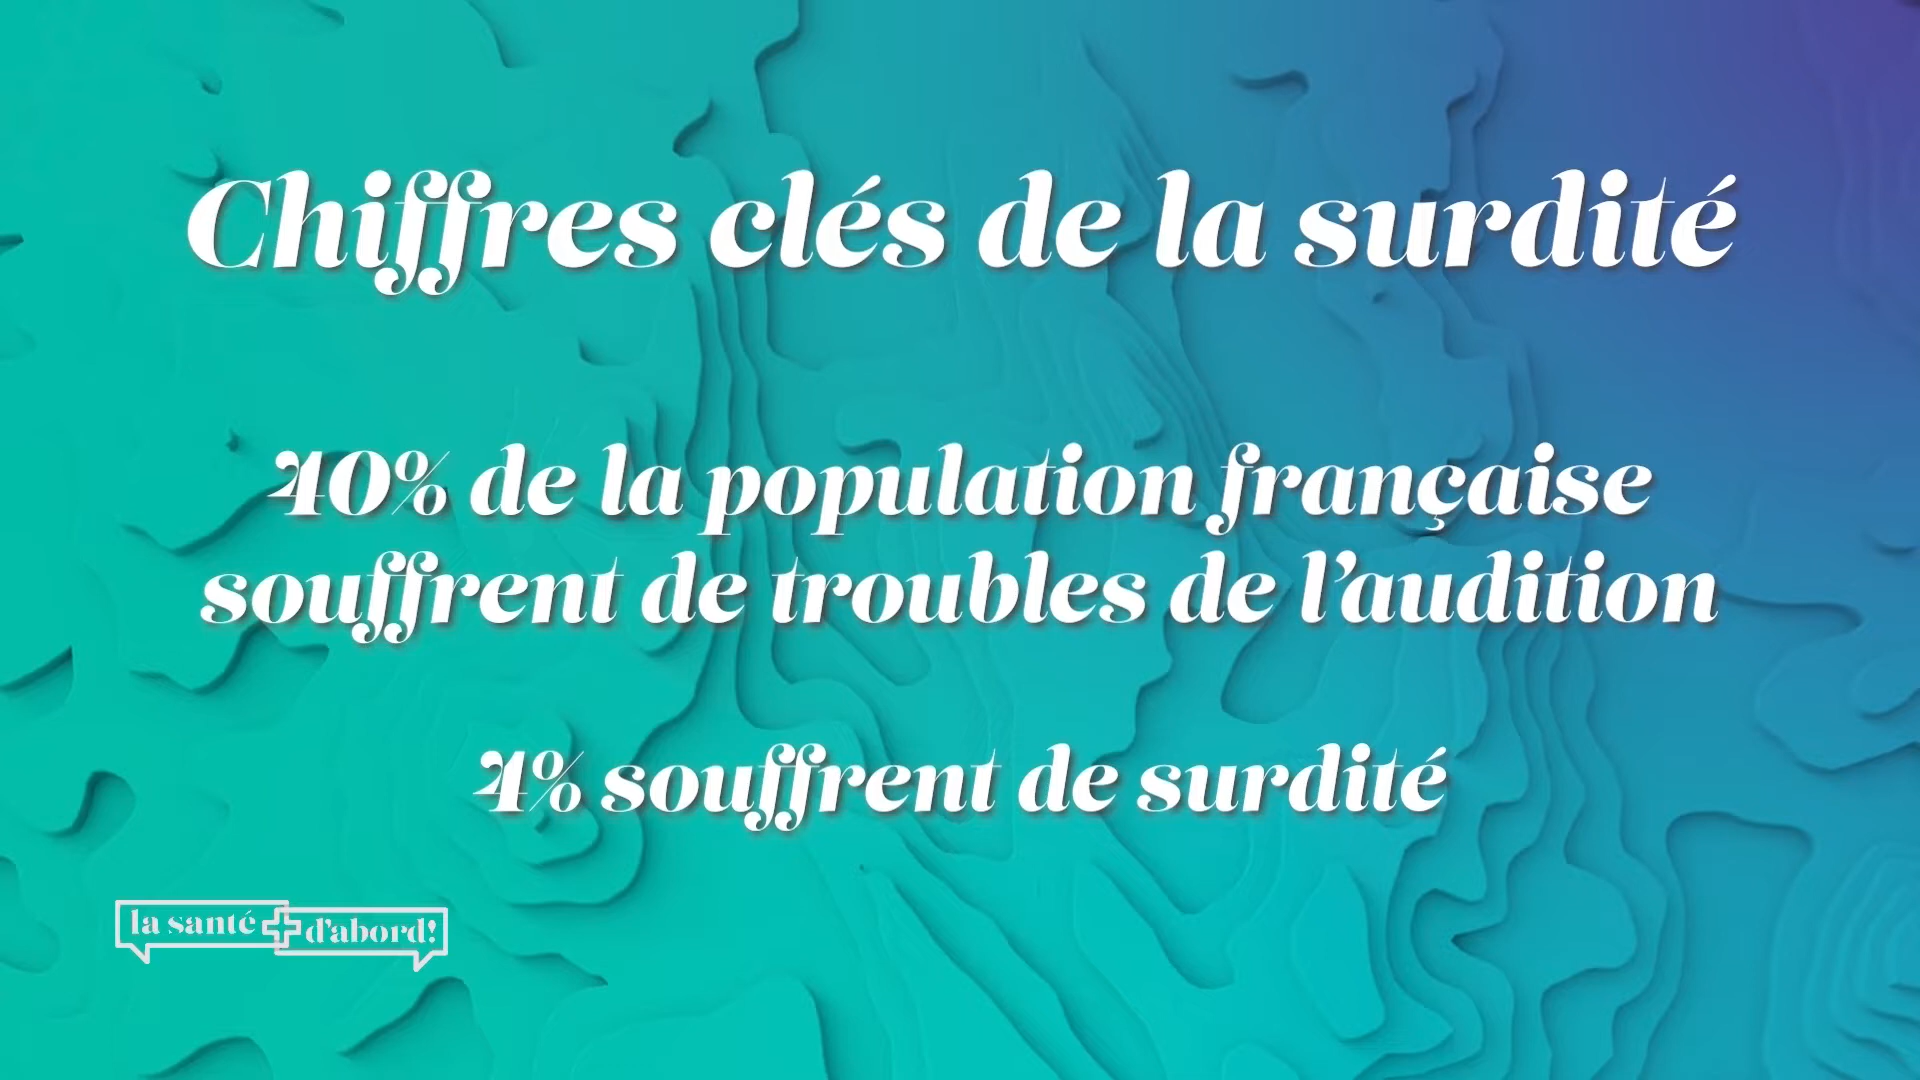 Chiffres clés de la surdité
40% de la population française
souffrent de troubles de l’audition
4% souffrent de surdité
la santé d’abord!